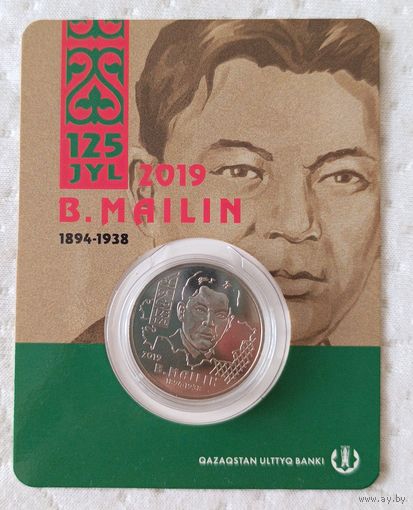 125
JYL 2019
B. MAILIN
1894-1938
2019
B. MAILIN
1894-1938
QAZAQSTAN ULTTYQ BANKI
www.ay.by